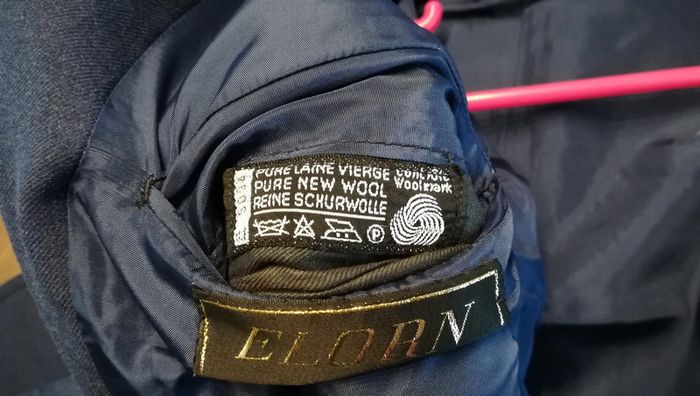 PURE LAINE VIERGE
PURE NEW WOOL
REINE SCHURWOLLE
Woolmark
P
ELORN